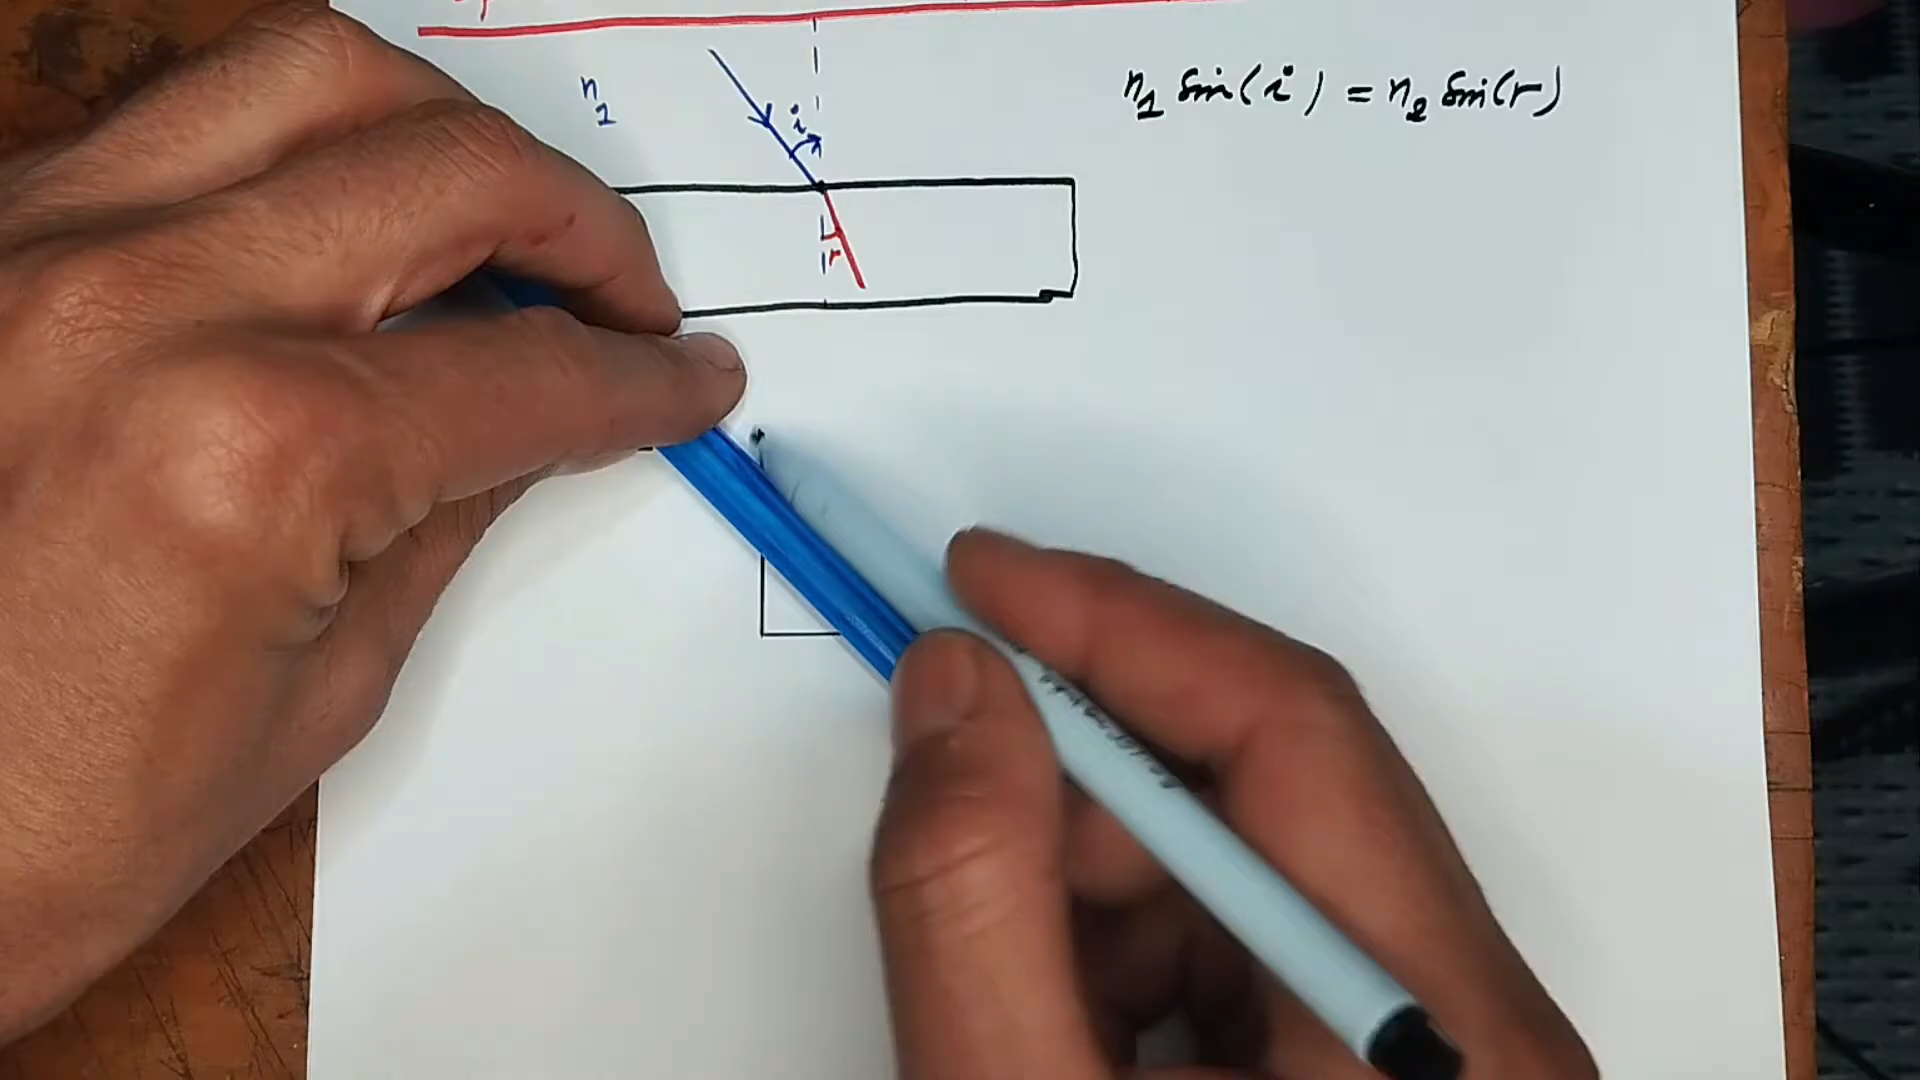 n₁ sin(i) = n₂ sin(r)
n₁
i
r